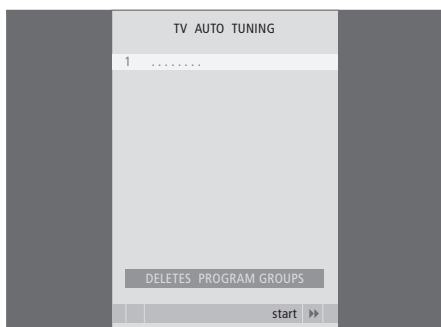 TV AUTO TUNING
1 ........
DELETES PROGRAM GROUPS
start